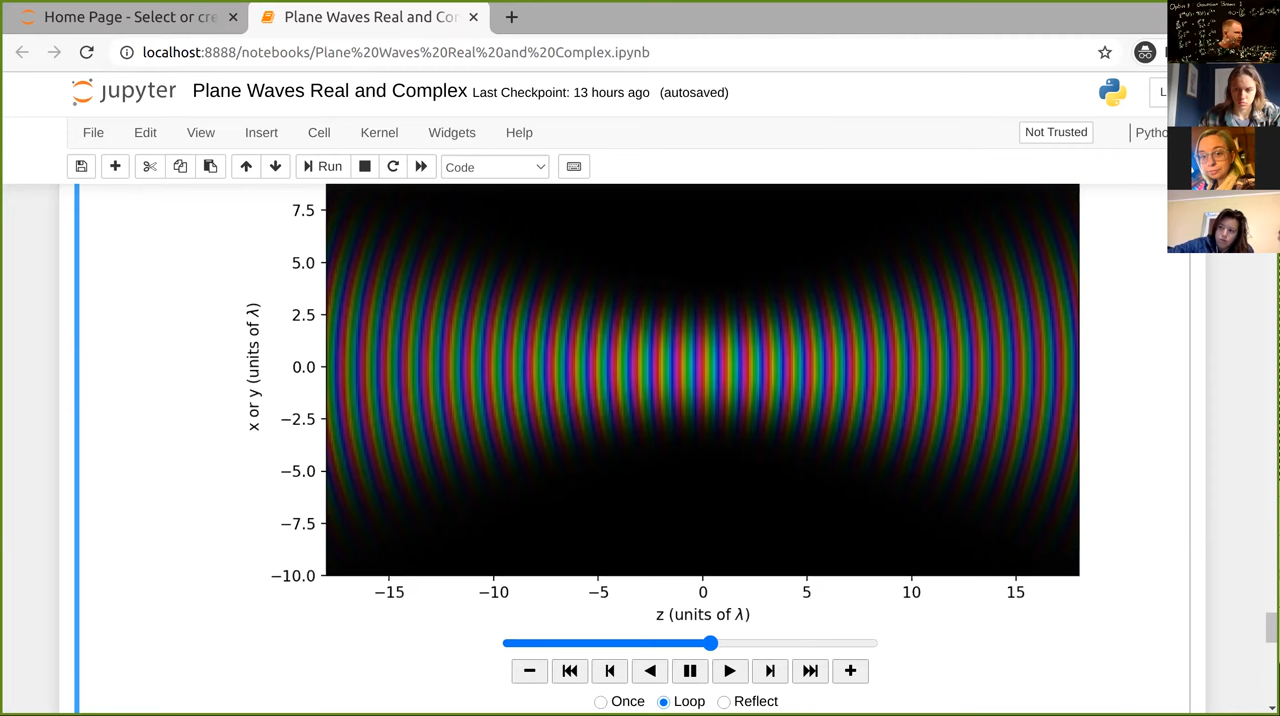 Home Page - Select or cre
Plane Waves Real and Co
localhost:8888/notebooks/Plane%20Waves%20Real%20and%20Complex.ipynb
jupyter Plane Waves Real and Complex Last Checkpoint: 13 hours ago (autosaved)
File Edit View Insert Cell Kernel Widgets Help Not Trusted Pytho
Run Code
7.5
5.0
2.5
0.0
−2.5
−5.0
−7.5
−10.0
x or y (units of λ)
−15 −10 −5 0 5 10 15
z (units of λ)
Once Loop Reflect